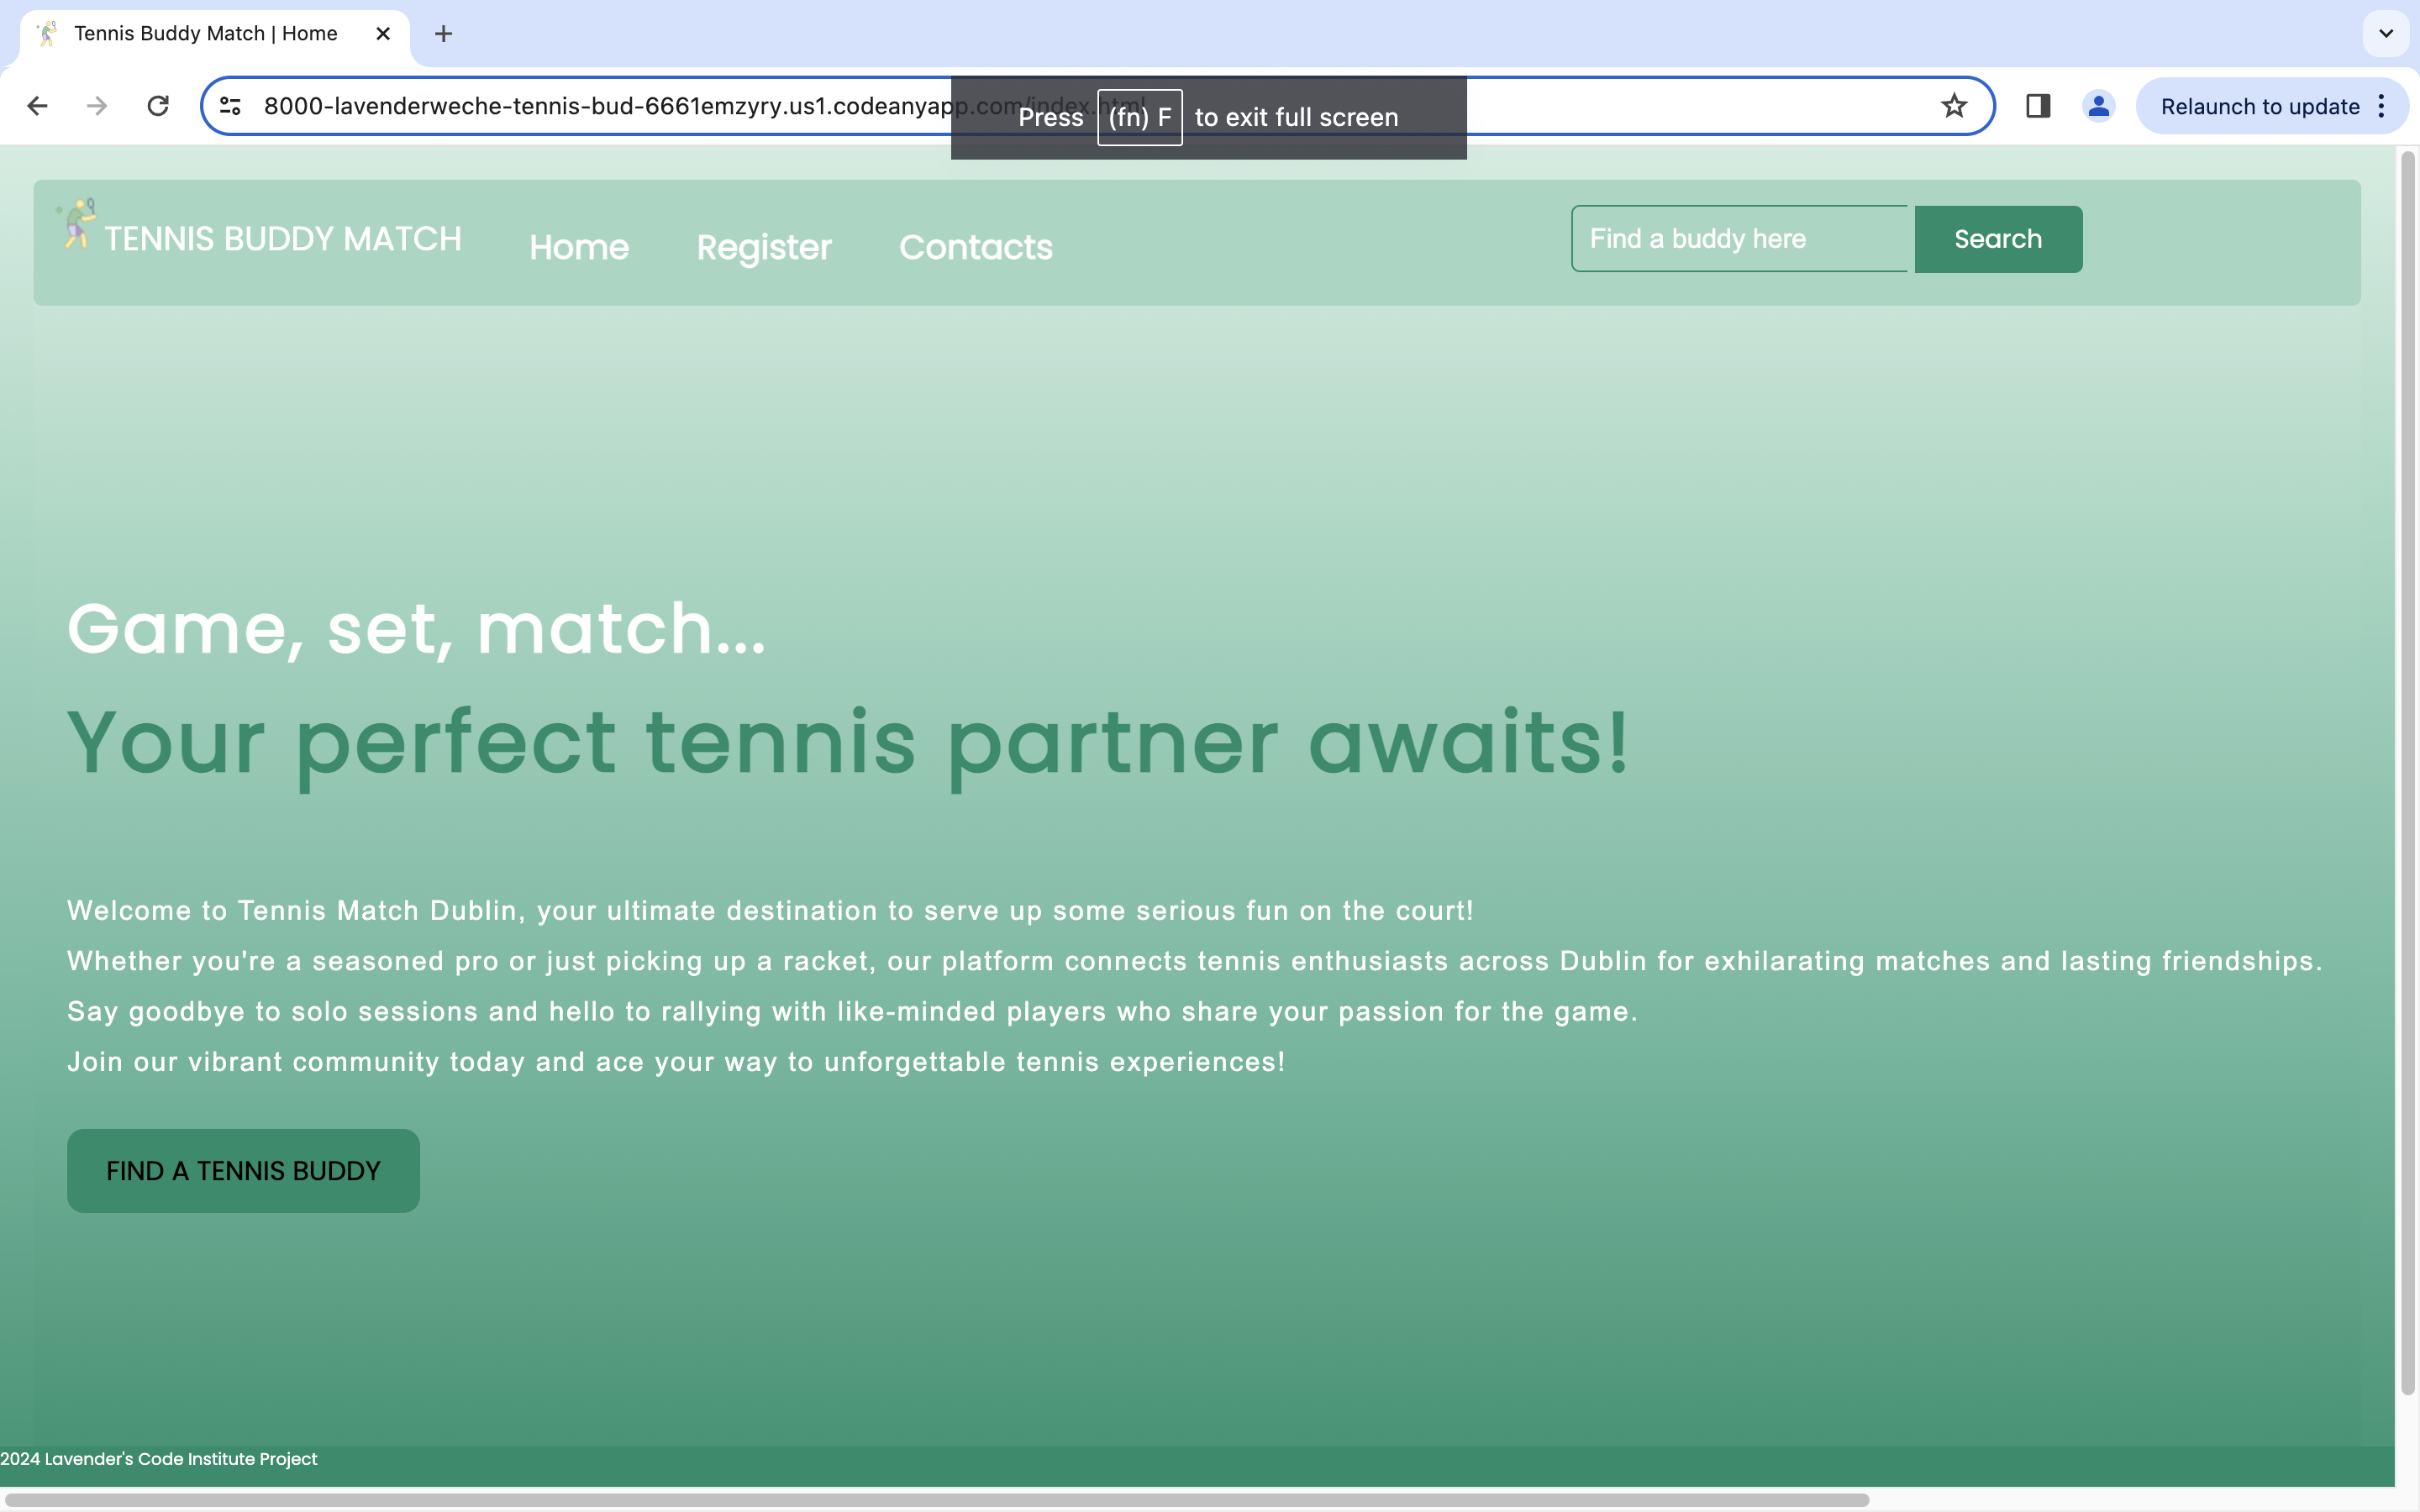 Tennis Buddy Match | Home
8000-lavenderweche-tennis-bud-6661emzyry.us1.codeanyapp.com/index.html
Press (fn) F to exit full screen
Relaunch to update
TENNIS BUDDY MATCH
Home
Register
Contacts
Find a buddy here
Search
Game, set, match...
Your perfect tennis partner awaits!
Welcome to Tennis Match Dublin, your ultimate destination to serve up some serious fun on the court!
Whether you're a seasoned pro or just picking up a racket, our platform connects tennis enthusiasts across Dublin for exhilarating matches and lasting friendships.
Say goodbye to solo sessions and hello to rallying with like-minded players who share your passion for the game.
Join our vibrant community today and ace your way to unforgettable tennis experiences!
FIND A TENNIS BUDDY
2024 Lavender's Code Institute Project